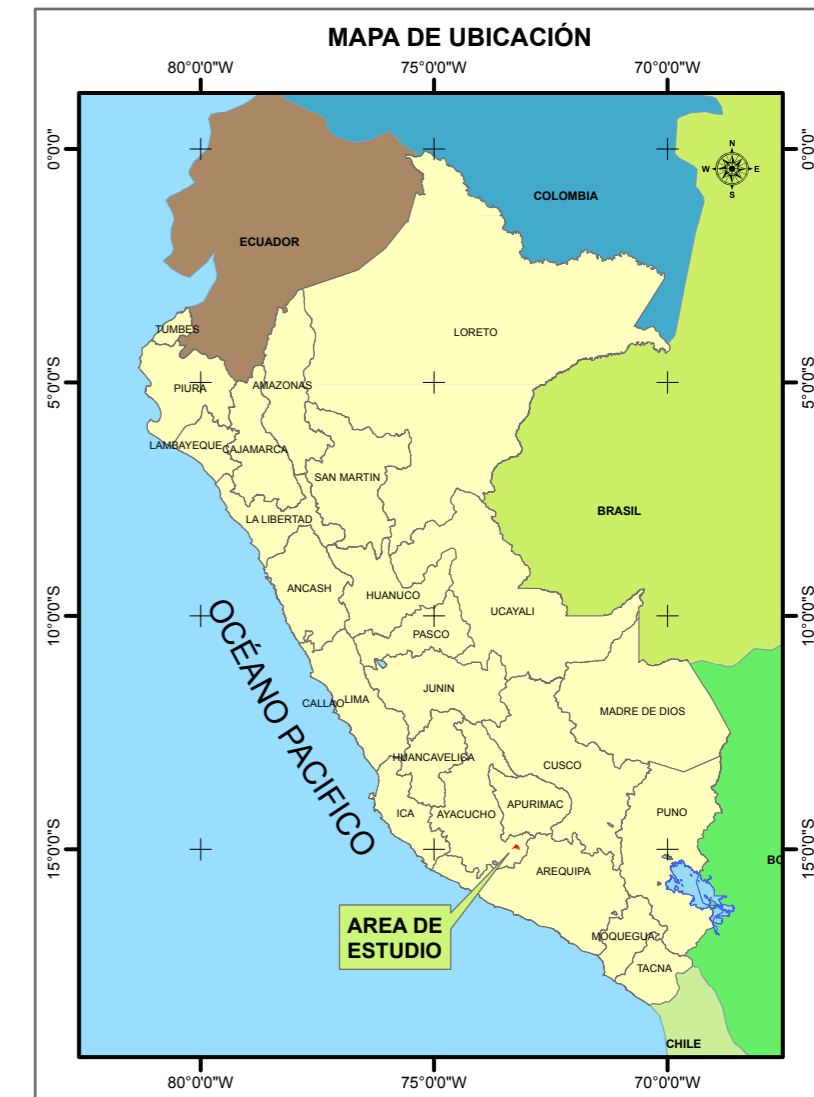 MAPA DE UBICACIÓN
80°0'0"W 75°0'0"W 70°0'0"W
0°0'0" 0°0'0"
N
W E
S
COLOMBIA
ECUADOR
TUMBES
LORETO
5°0'0"S 5°0'0"S
PIURA
AMAZONAS
LAMBAYEQUE
CAJAMARCA
SAN MARTIN
BRASIL
LA LIBERTAD
ANCASH
HUANUCO
UCAYALI
10°0'0"S 10°0'0"S
PASCO
OCÉANO PACIFICO
JUNIN
CALLAO
LIMA
MADRE DE DIOS
HUANCAVELICA
CUSCO
APURIMAC
ICA
AYACUCHO
PUNO
15°0'0"S 15°0'0"S
BO
AREQUIPA
AREA DE
ESTUDIO
MOQUEGUA
TACNA
CHILE
80°0'0"W 75°0'0"W 70°0'0"W